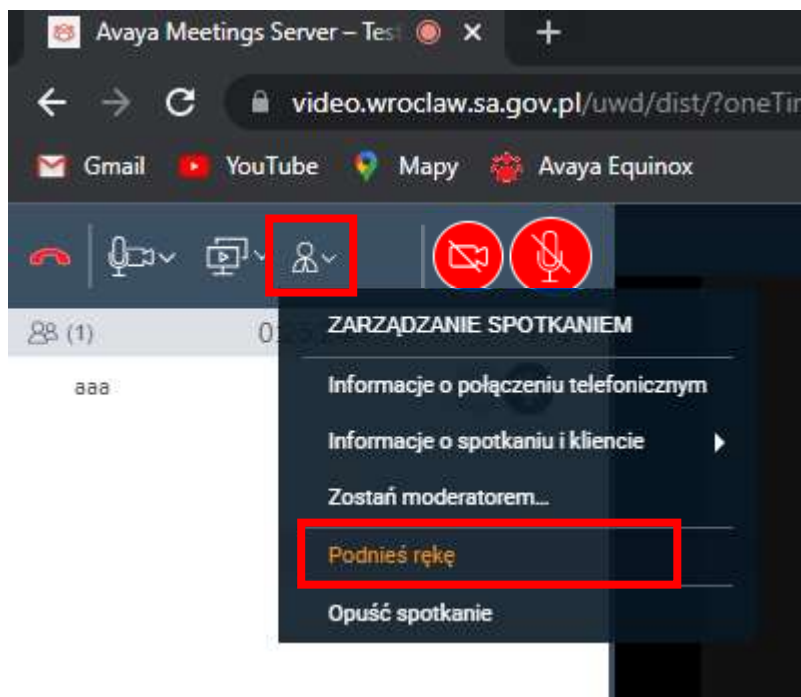 Avaya Meetings Server – Test
video.wroclaw.sa.gov.pl/uwd/dist/?oneTim
Gmail YouTube Mapy Avaya Equinox
(1)
ZARZĄDZANIE SPOTKANIEM
aaa
Informacje o połączeniu telefonicznym
Informacje o spotkaniu i kliencie
Zostań moderatorem...
Podnieś rękę
Opuść spotkanie